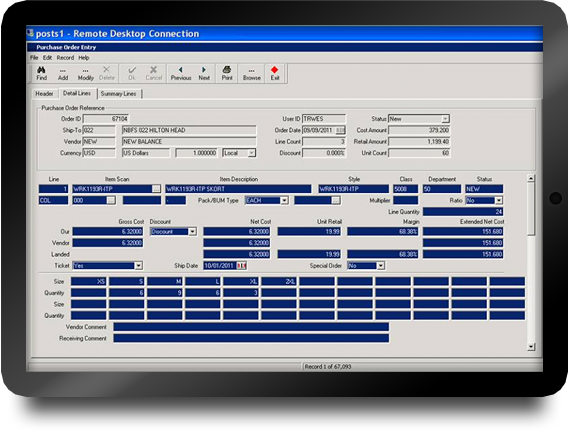 posts1 - Remote Desktop Connection
Purchase Order Entry
File Edit Record Help
Find Add Modify Delete Ok Cancel Previous Next Print Browse Exit
Header Detail Lines Summary Lines
Purchase Order Reference
Order ID 67104 User ID TRWES Status New
Ship-To 022 NBFS 022 HILTON HEAD Order Date 09/09/2011 Cost Amount 379.200
Vendor NEW NEW BALANCE Line Count 3 Retail Amount 1,199.40
Currency USD US Dollars 1.000000 Local Discount 0.000% Unit Count 60
Line Item Scan Item Description Style Class Department Status
1 WRK1193R-ITP WRK1193R-ITP SKORT WRK1193R-ITP 5008 50 NEW
COL 000 - Pack/BUM Type EACH Multiplier Ratio No
Line Quantity 24
Gross Cost Discount Net Cost Unit Retail Margin Extended Net Cost
Our 6.32000 Discount 6.32000 19.99 68.38% 151.680
Vendor 6.32000 6.32000 151.680
Landed 6.32000 19.99 68.38% 151.680
Ticket Yes Ship Date 10/01/2011 Special Order No
Size XS S M L XL 2XL
Quantity 6 9 6 3
Size
Quantity
Vendor Comment
Receiving Comment
Record 1 of 67,093